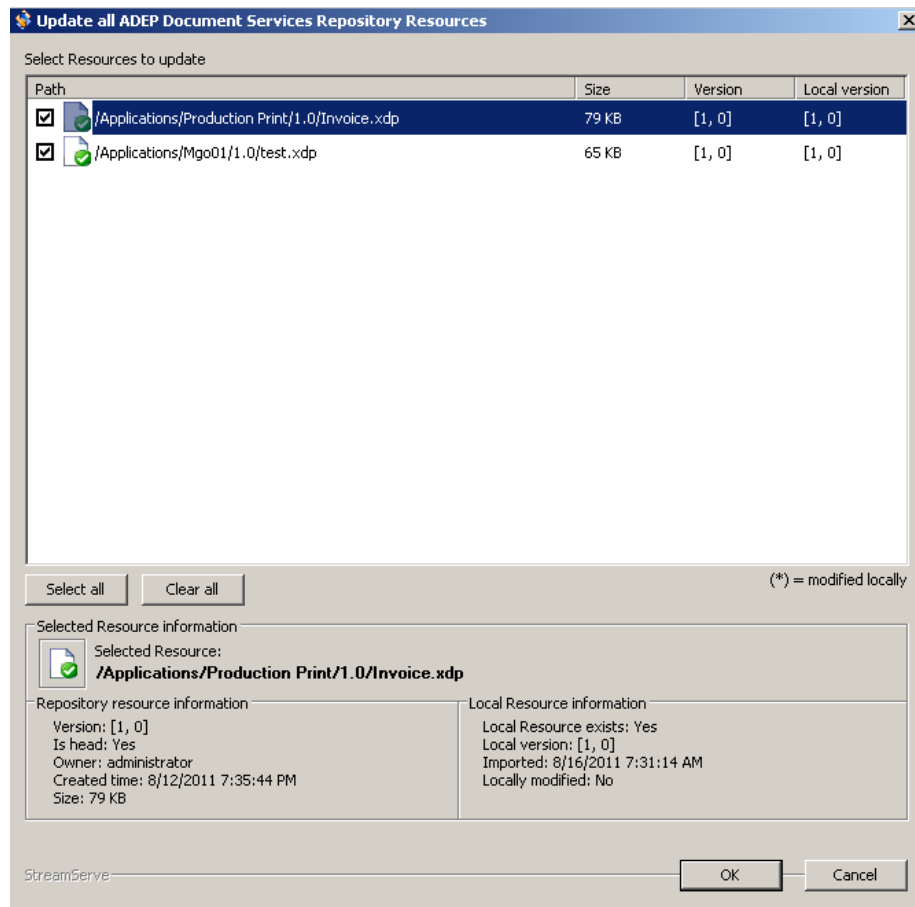 Update all ADEP Document Services Repository Resources
Select Resources to update
Path Size Version Local version
/Applications/Production Print/1.0/Invoice.xdp 79 KB [1, 0] [1, 0]
/Applications/Mgo01/1.0/test.xdp 65 KB [1, 0] [1, 0]
Select all Clear all (*) = modified locally
Selected Resource information
Selected Resource:
/Applications/Production Print/1.0/Invoice.xdp
Repository resource information
Version: [1, 0]
Is head: Yes
Owner: administrator
Created time: 8/12/2011 7:35:44 PM
Size: 79 KB
Local Resource information
Local Resource exists: Yes
Local version: [1, 0]
Imported: 8/16/2011 7:31:14 AM
Locally modified: No
StreamServe
OK Cancel